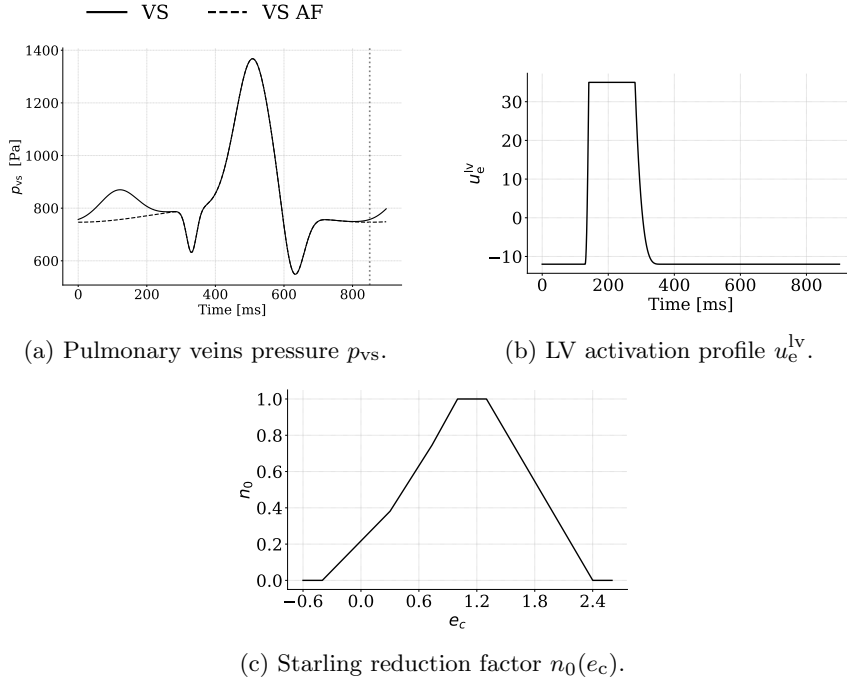 VS VS AF
1400
1200
1000
800
600
p_vs [Pa]
0 200 400 600 800
Time [ms]
(a) Pulmonary veins pressure p_vs.
30
20
10
0
−10
u_e^lv
0 200 400 600 800
Time [ms]
(b) LV activation profile u_e^lv.
1.0
0.8
0.6
0.4
0.2
0.0
n_0
−0.6 0.0 0.6 1.2 1.8 2.4
e_c
(c) Starling reduction factor n_0(e_c).